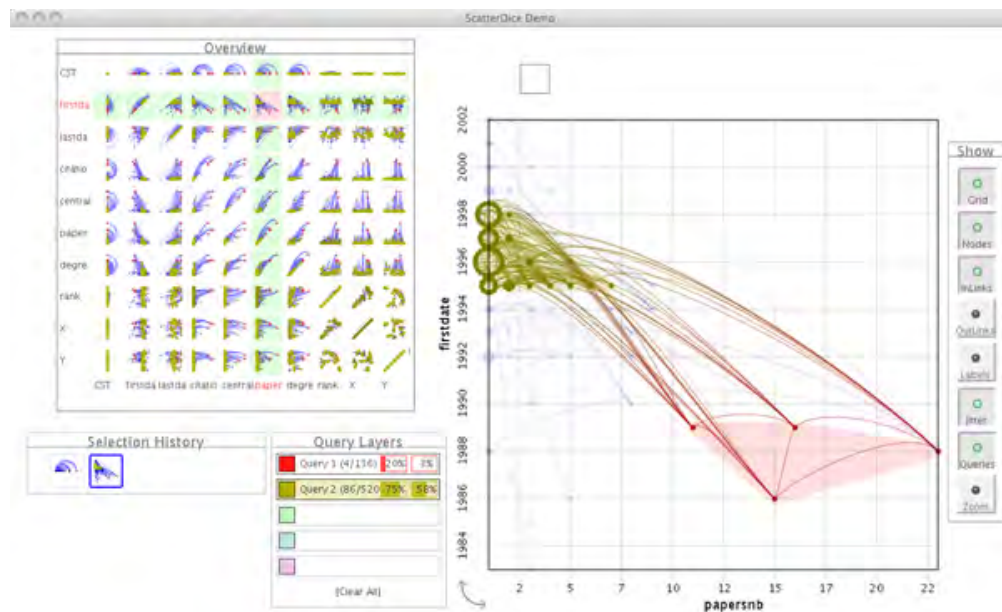 ScatterDice Demo
Overview
CST
firstda
lastda
central
paper
degre.
rank
X
Y
CST firstda lastda citatio central paper degre rank. X Y
Selection History
Query Layers
Query 1 (4/136) 20% 3%
Query 2 (86/520 75% 58%
[Clear All]
2002
2000
1998
1996
1994
1992
1990
1988
1986
1984
firstdate
2 5 7 10 12 15 17 20 22
papersnb
Show
Grid
Nodes
InLinks
OutLinks
Labels
Jitter
Queries
Zoom